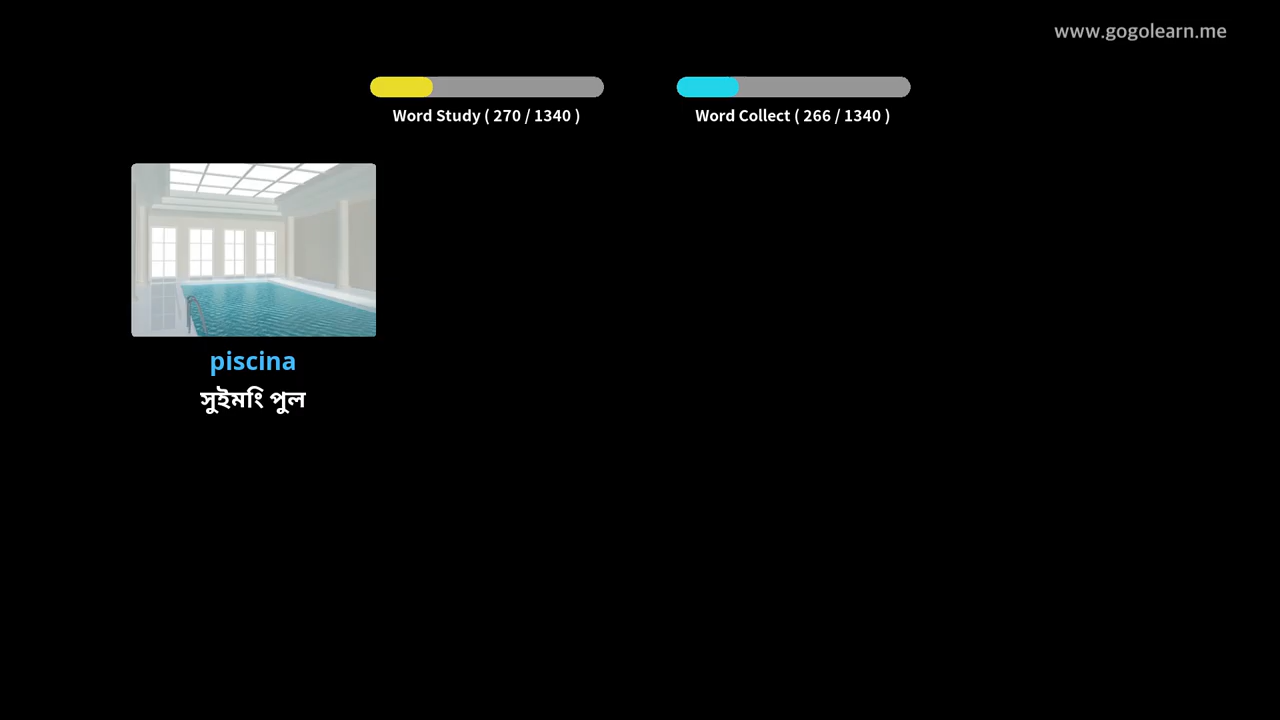 www.gogolearn.me
Word Study ( 270 / 1340 )
Word Collect ( 266 / 1340 )
piscina
সুইমিং পুল